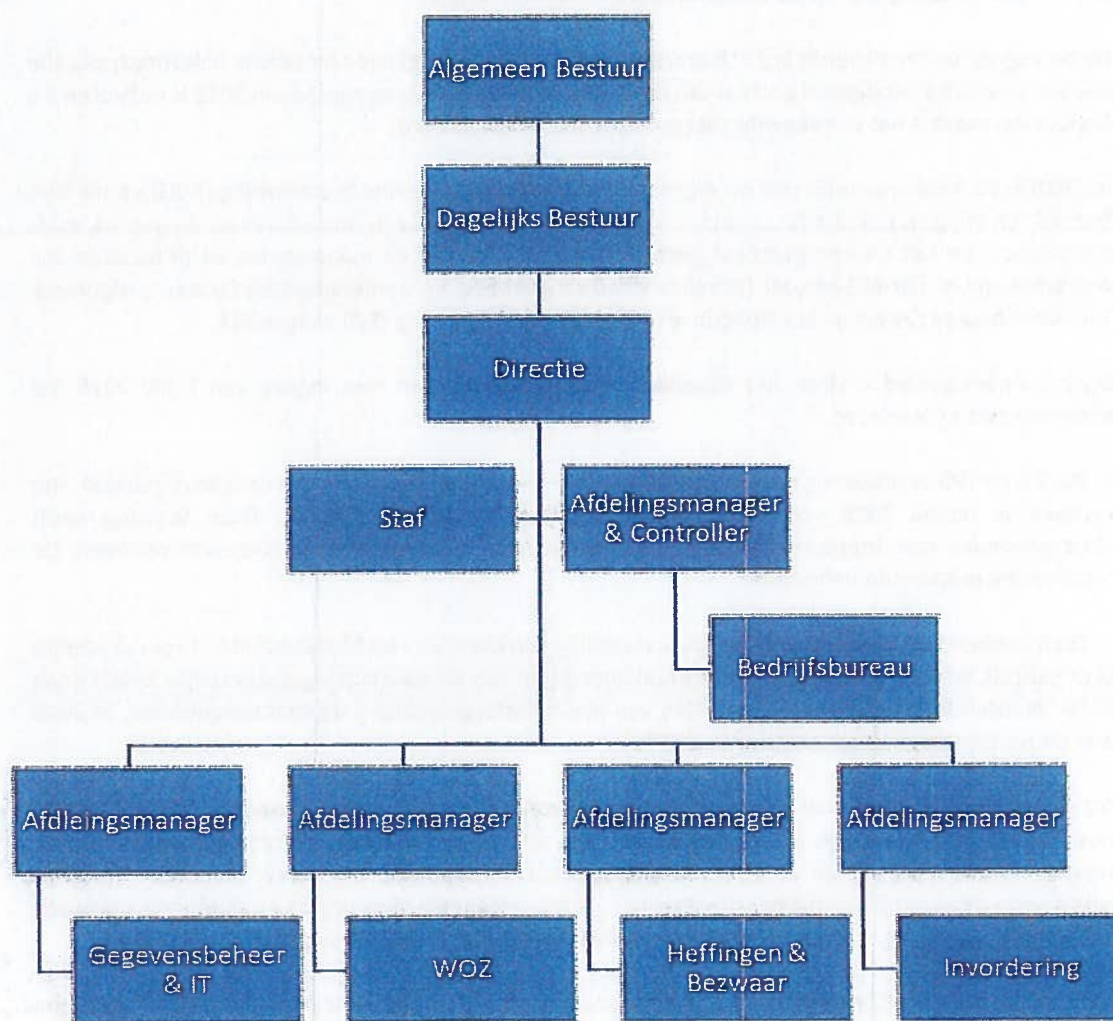 Algemeen Bestuur
Dagelijks Bestuur
Directie
Staf
Afdelingsmanager
& Controller
Bedrijfsbureau
Afdleingsmanager
Afdelingsmanager
Afdelingsmanager
Afdelingsmanager
Gegevensbeheer
& IT
WOZ
Heffingen &
Bezwaar
Invordering